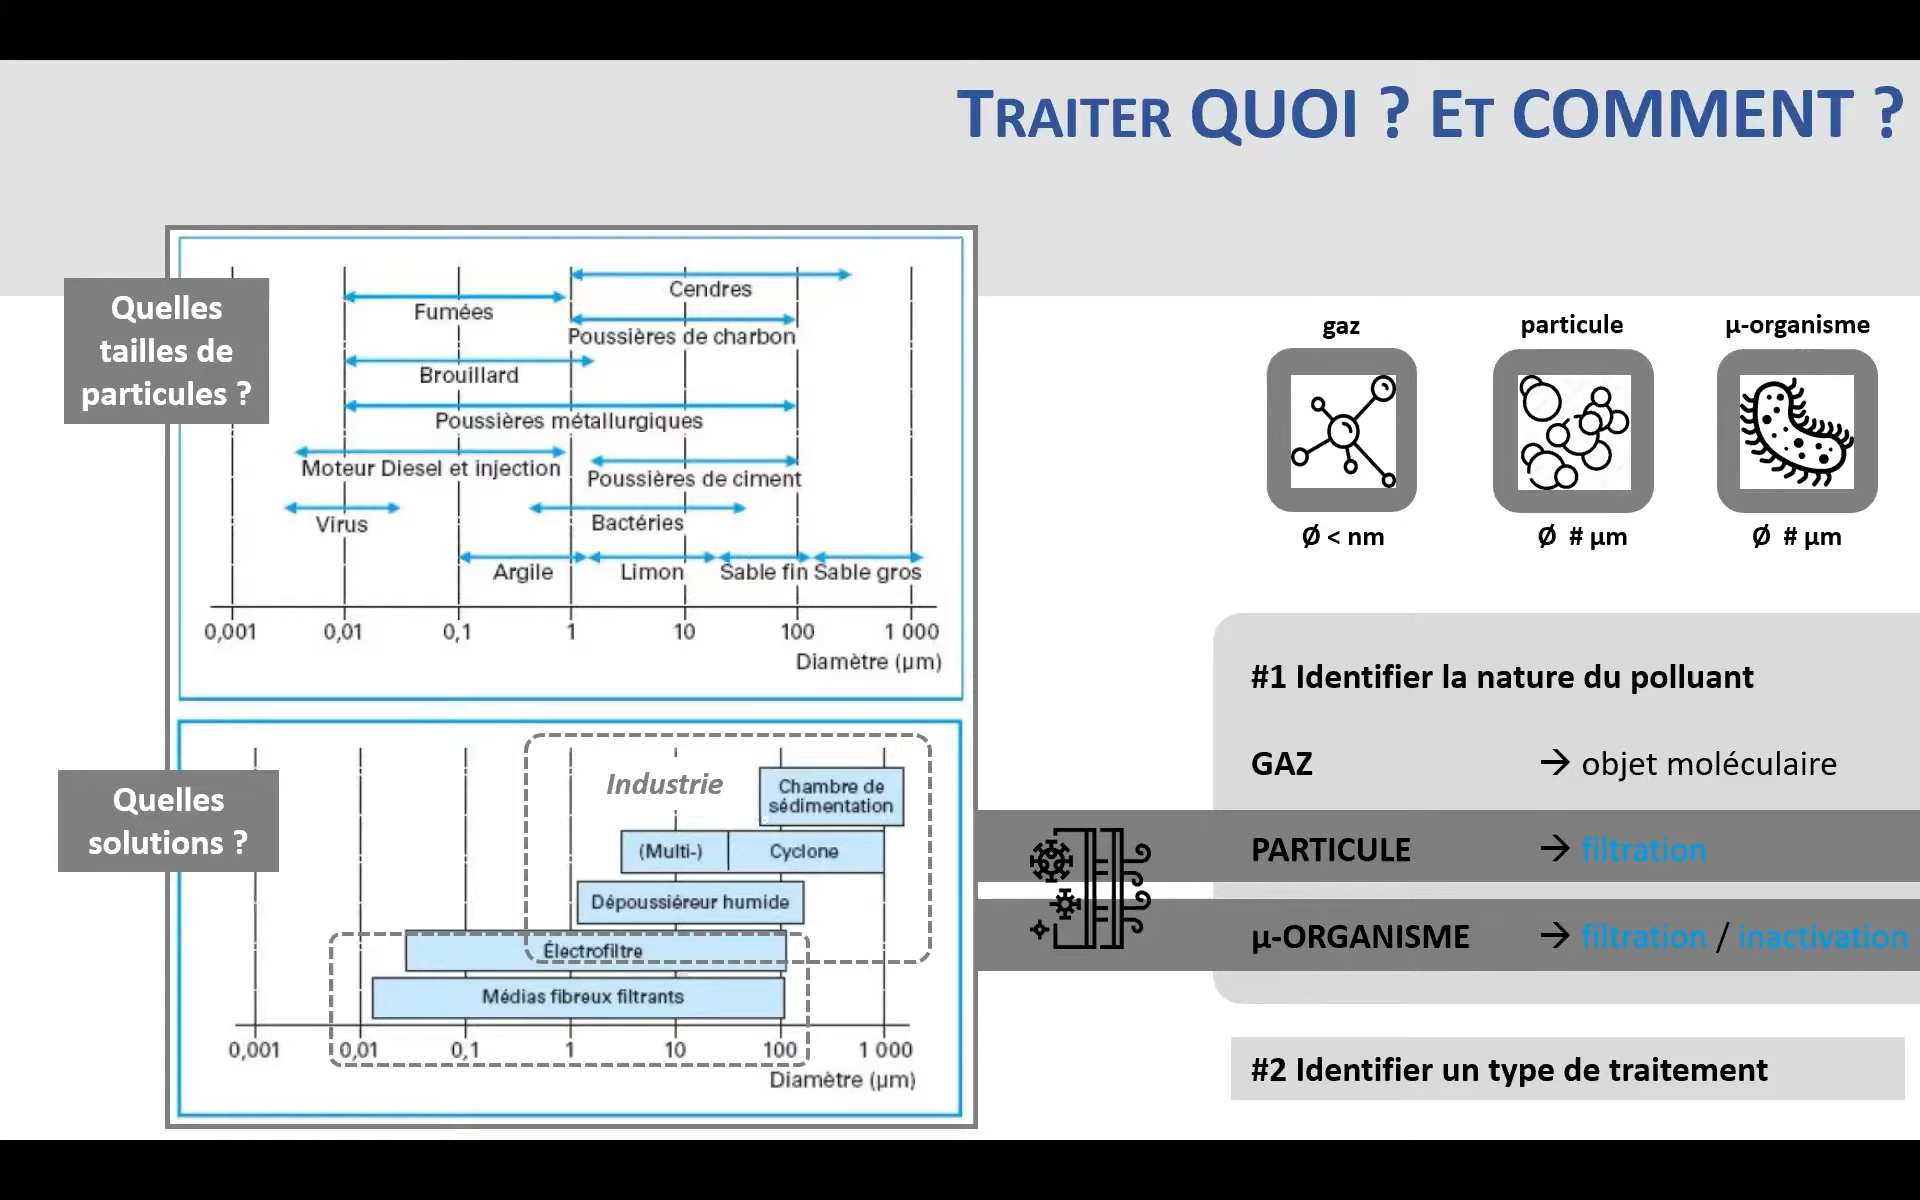 TRAITER QUOI ? ET COMMENT ?
Quelles
tailles de
particules ?
Cendres
Fumées
Poussières de charbon
Brouillard
Poussières métallurgiques
Moteur Diesel et injection
Poussières de ciment
Virus
Bactéries
Argile
Limon
Sable fin
Sable gros
0,001 0,01 0,1 1 10 100 1 000
Diamètre (µm)
Quelles
solutions ?
Industrie
Chambre de
sédimentation
(Multi-)
Cyclone
Dépoussiéreur humide
Électrofiltre
Médias fibreux filtrants
0,001 0,01 0,1 1 10 100 1 000
Diamètre (µm)
gaz
particule
µ-organisme
Ø < nm
Ø # µm
Ø # µm
#1 Identifier la nature du polluant
GAZ → objet moléculaire
PARTICULE → filtration
µ-ORGANISME → filtration / inactivation
#2 Identifier un type de traitement